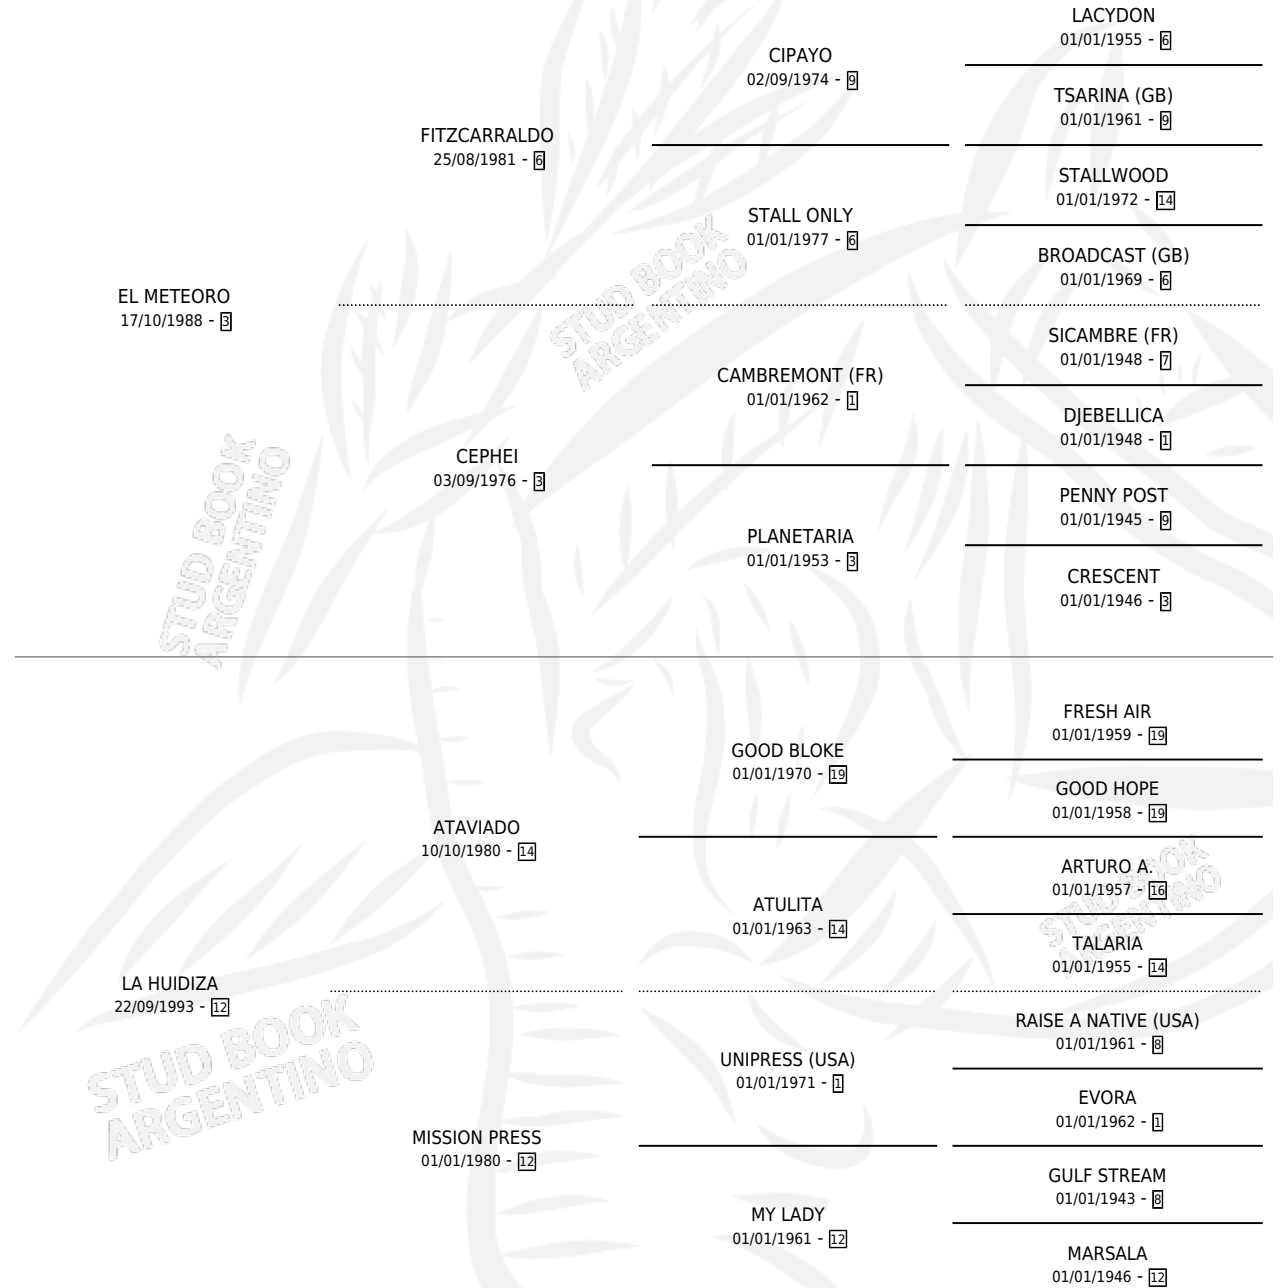 LACYDON
01/01/1955 - 6
CIPAYO
02/09/1974 - 9
TSARINA (GB)
01/01/1961 - 9
FITZCARRALDO
25/08/1981 - 6
STALLWOOD
01/01/1972 - 14
STALL ONLY
01/01/1977 - 6
BROADCAST (GB)
01/01/1969 - 6
EL METEORO
17/10/1988 - 3
SICAMBRE (FR)
01/01/1948 - 7
CAMBREMONT (FR)
01/01/1962 - 1
DJEBELLICA
01/01/1948 - 1
CEPHEI
03/09/1976 - 3
PENNY POST
01/01/1945 - 9
PLANETARIA
01/01/1953 - 3
CRESCENT
01/01/1946 - 3
STUD BOOK
ARGENTINO
STUD BOOK
ARGENTINO
FRESH AIR
01/01/1959 - 19
GOOD BLOKE
01/01/1970 - 19
GOOD HOPE
01/01/1958 - 19
ATAVIADO
10/10/1980 - 14
ARTURO A.
01/01/1957 - 16
ATULITA
01/01/1963 - 14
TALARIA
01/01/1955 - 14
STUD BOOK
ARGENTINO
LA HUIDIZA
22/09/1993 - 12
RAISE A NATIVE (USA)
01/01/1961 - 8
UNIPRESS (USA)
01/01/1971 - 1
EVORA
01/01/1962 - 1
STUD BOOK
ARGENTINO
MISSION PRESS
01/01/1980 - 12
GULF STREAM
01/01/1943 - 8
MY LADY
01/01/1961 - 12
MARSALA
01/01/1946 - 12